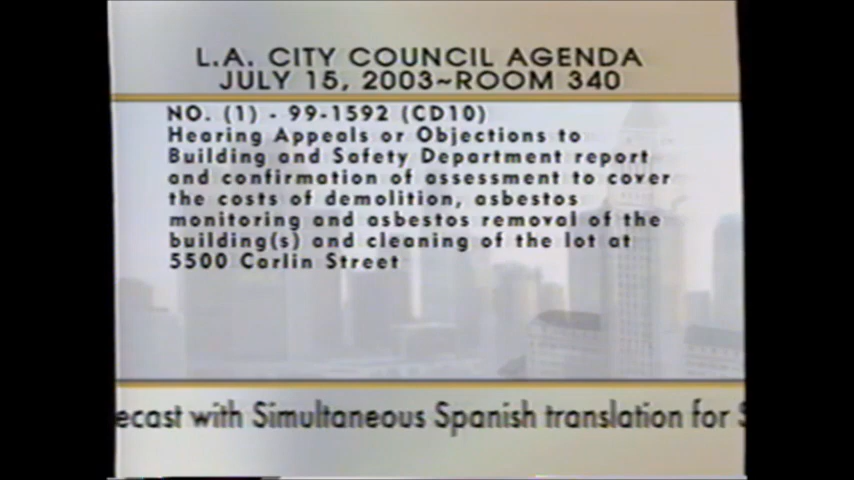 L.A. CITY COUNCIL AGENDA
JULY 15, 2003~ROOM 340
NO. (1) - 99-1592 (CD10)
Hearing Appeals or Objections to
Building and Safety Department report
and confirmation of assessment to cover
the costs of demolition, asbestos
monitoring and asbestos removal of the
building(s) and cleaning of the lot at
5500 Carlin Street
ecast with Simultaneous Spanish translation for S